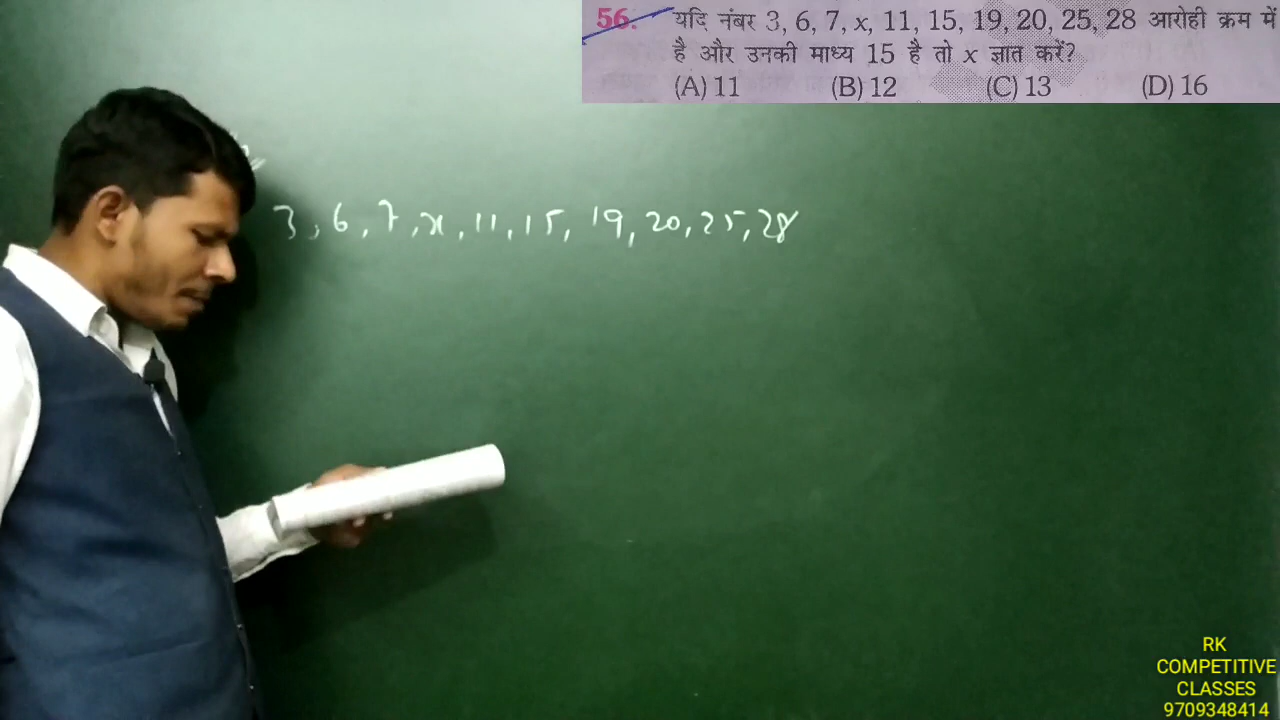 56. यदि नंबर 3, 6, 7, x, 11, 15, 19, 20, 25, 28 आरोही क्रम में
है और उनकी माध्य 15 है तो x ज्ञात करें?
(A) 11 (B) 12 (C) 13 (D) 16
3, 6, 7, x, 11, 15, 19, 20, 25, 28
RK
COMPETITIVE
CLASSES
9709348414